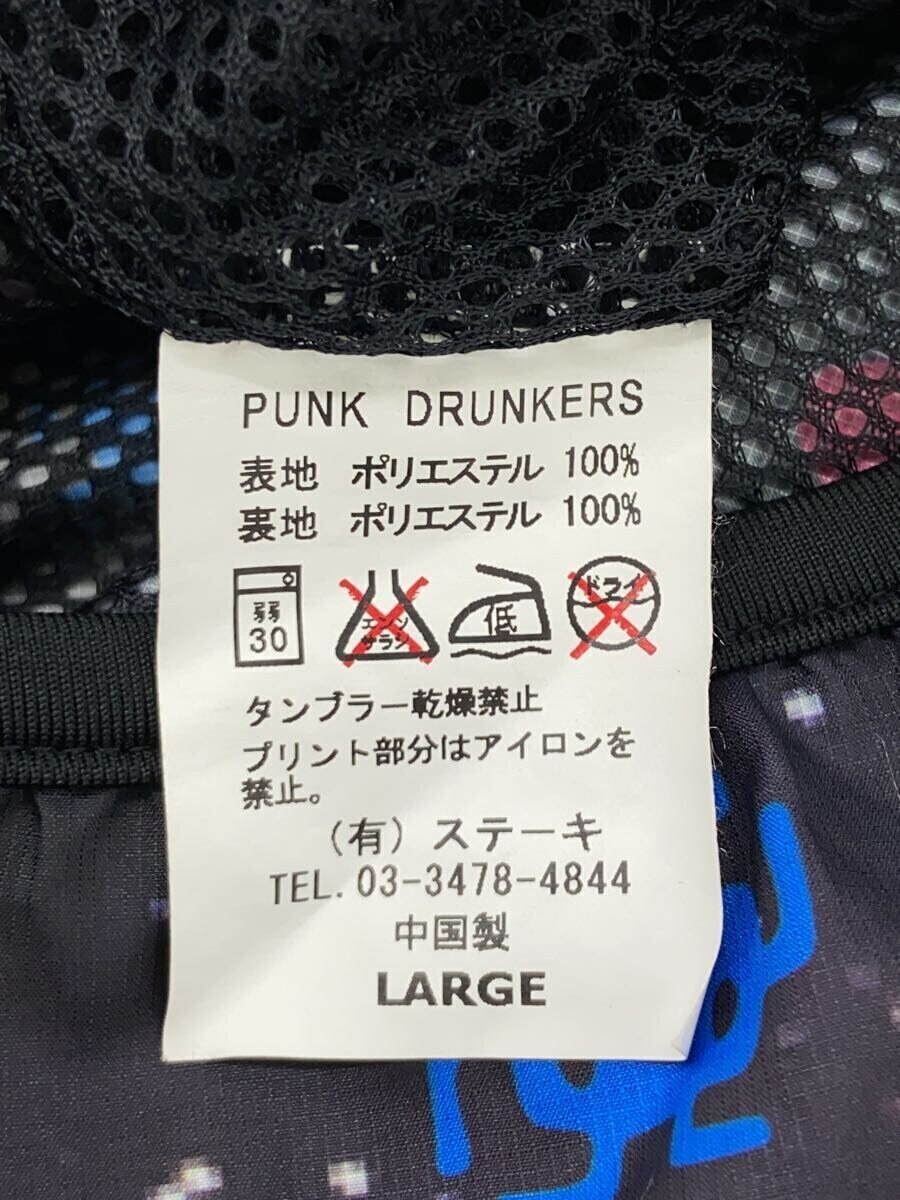 PUNK DRUNKERS
表地 ポリエステル 100%
裏地 ポリエステル 100%
弱
30
エンソ
サラシ
低
ドライ
タンブラー乾燥禁止
プリント部分はアイロンを
禁止。
(有) ステーキ
TEL. 03-3478-4844
中国製
LARGE